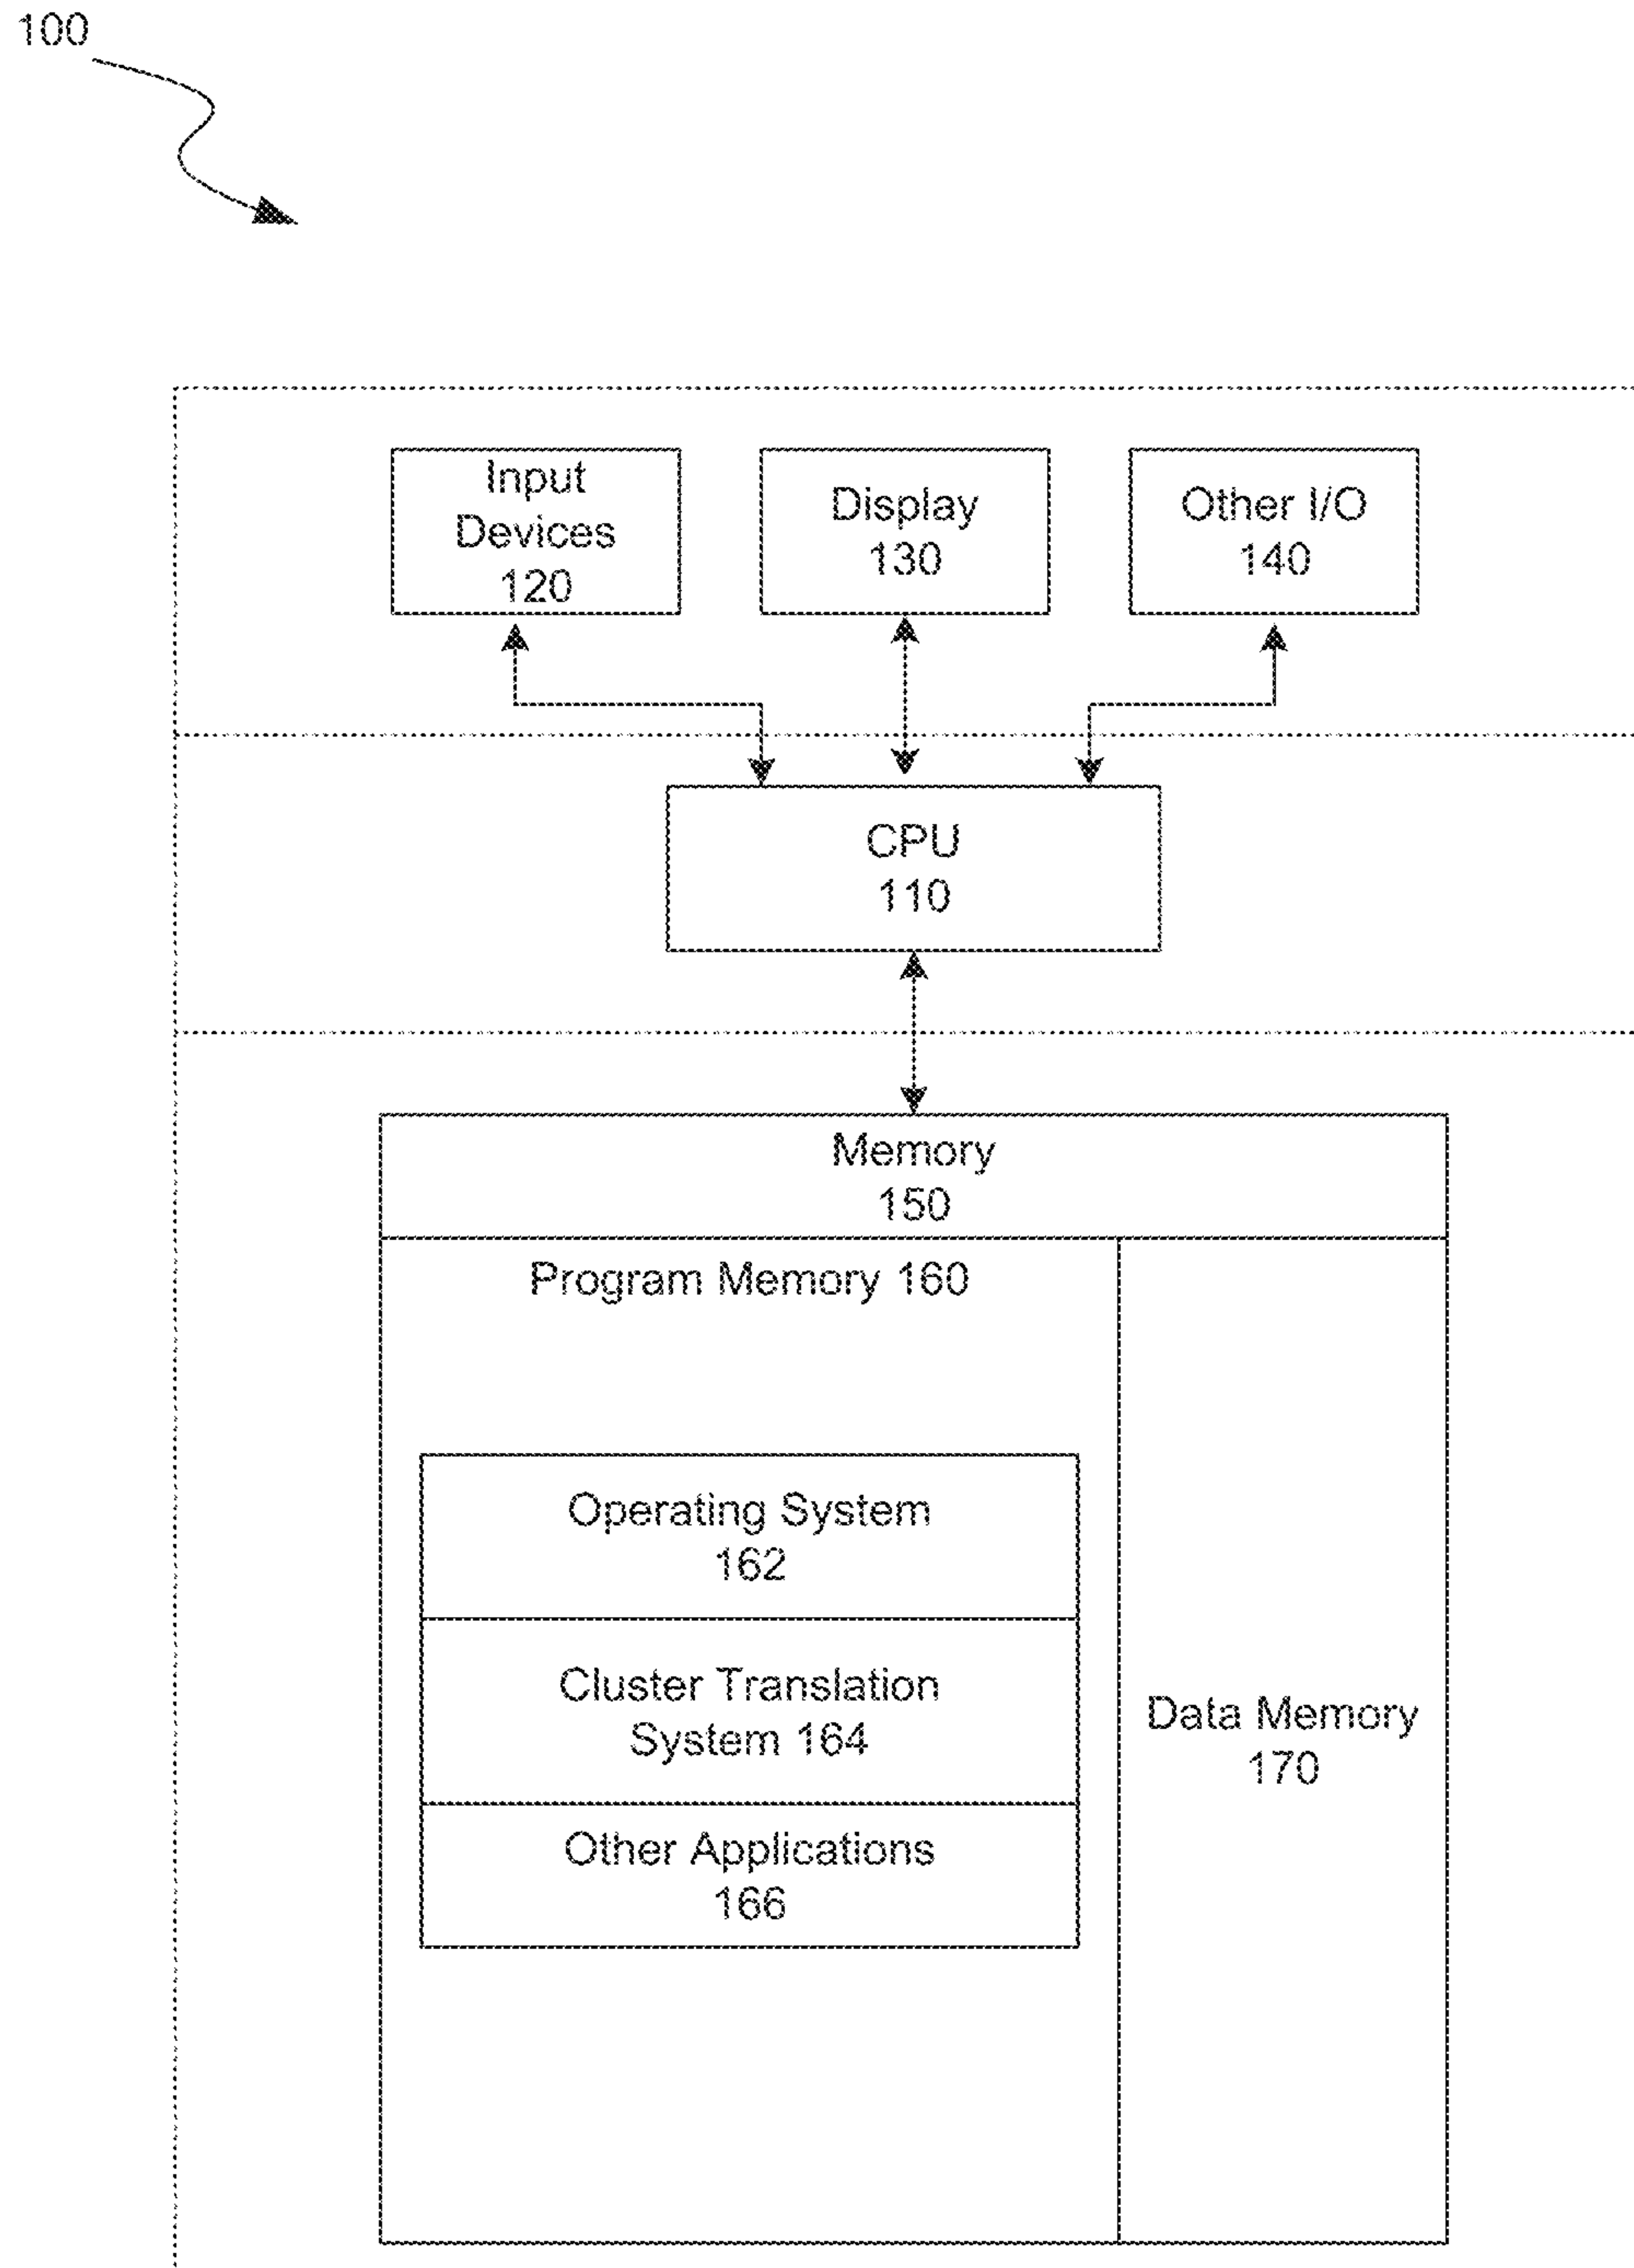 100
Input
Devices
120
Display
130
Other I/O
140
CPU
110
Memory
150
Program Memory 160
Operating System
162
Cluster Translation
System 164
Other Applications
166
Data Memory
170